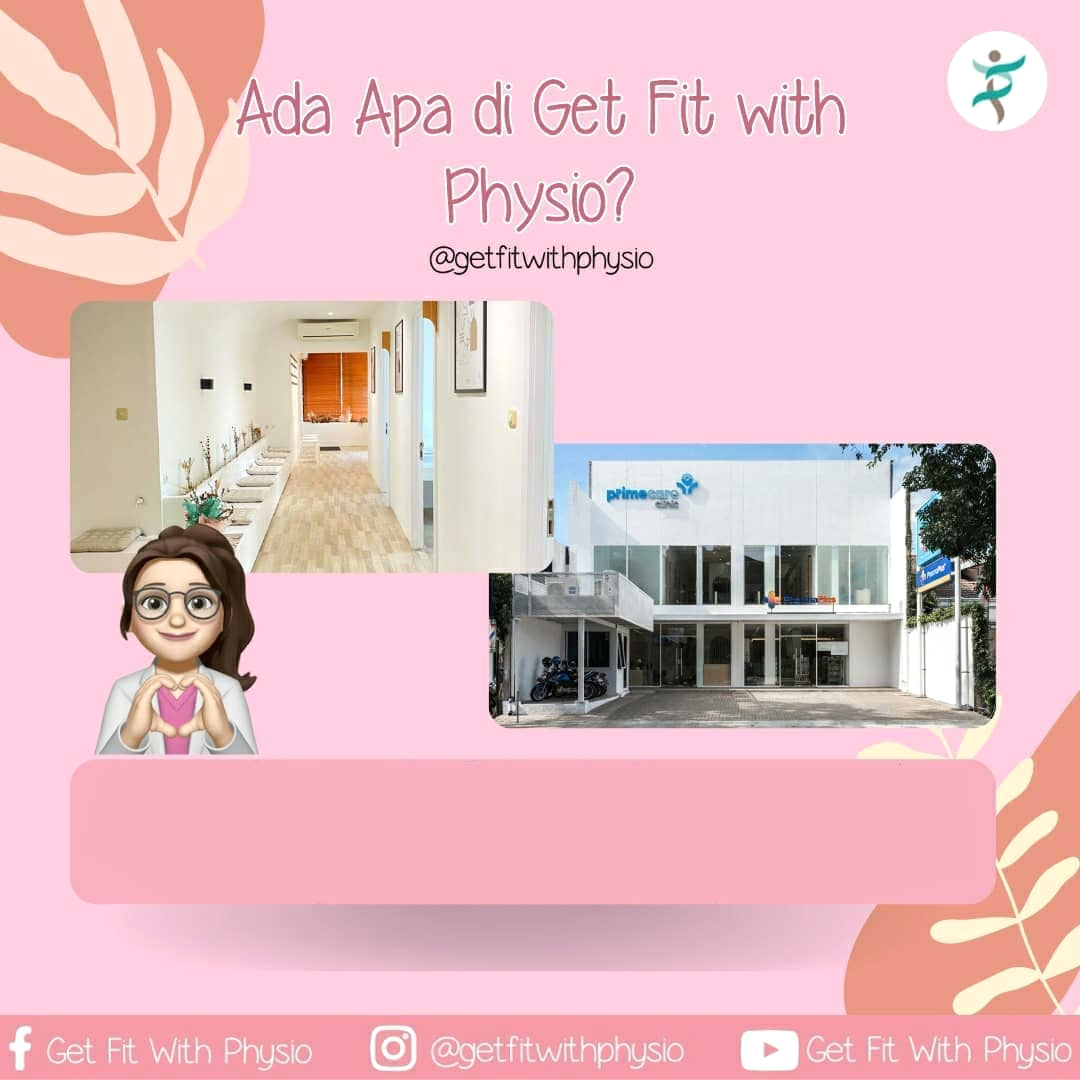 Ada Apa di Get Fit with
Physio?
@getfitwithphysio
primecare
clinic
Get Fit With Physio
@getfitwithphysio
Get Fit With Physio